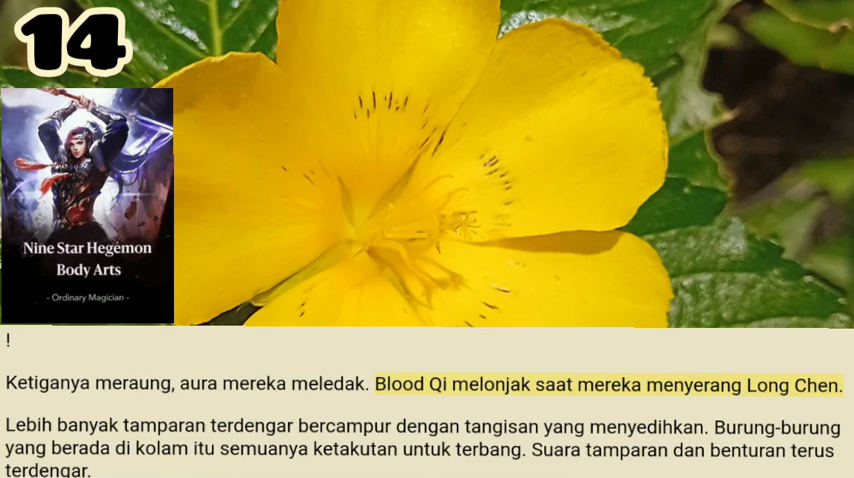 14
Nine Star Hegemon
Body Arts
- Ordinary Magician -
!
Ketiganya meraung, aura mereka meledak. Blood Qi melonjak saat mereka menyerang Long Chen.
Lebih banyak tamparan terdengar bercampur dengan tangisan yang menyedihkan. Burung-burung
yang berada di kolam itu semuanya ketakutan untuk terbang. Suara tamparan dan benturan terus
terdengar.